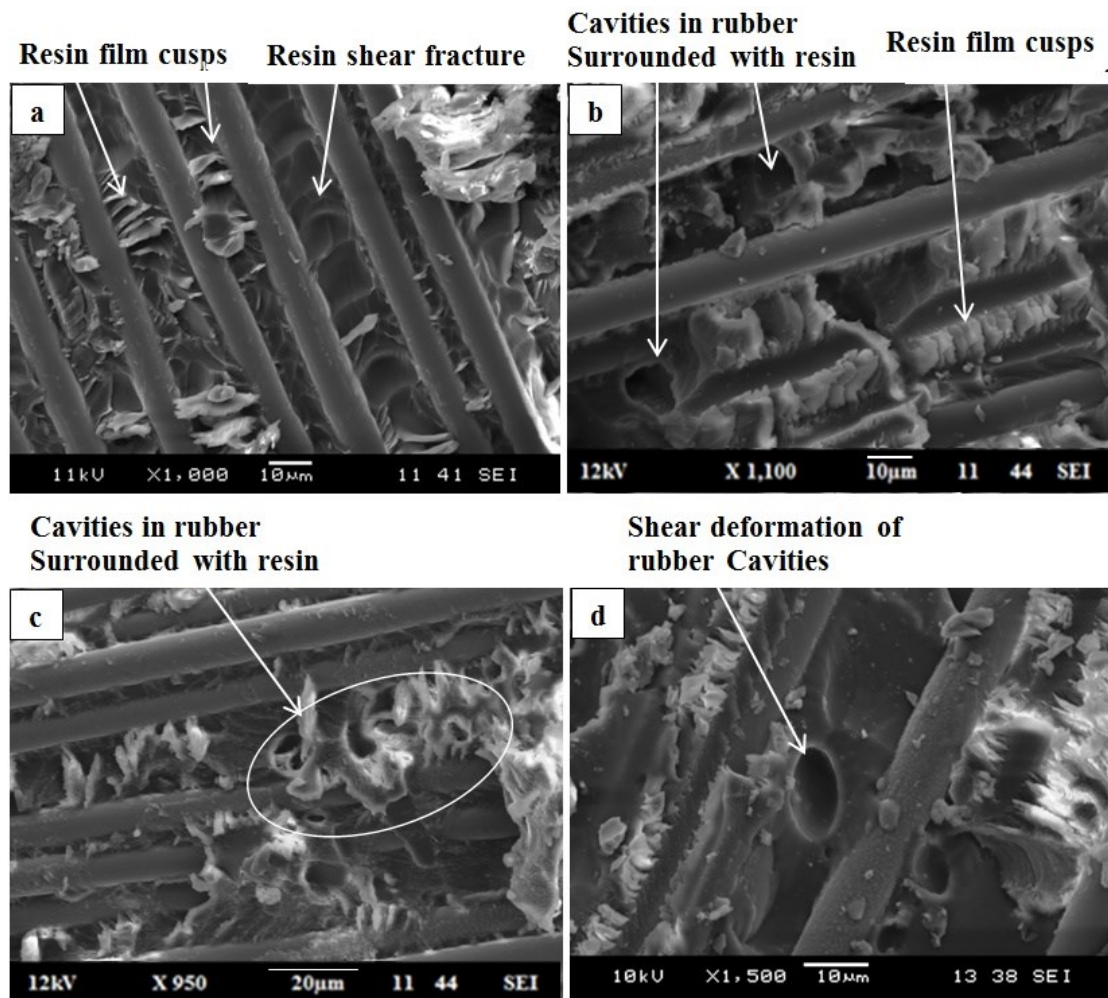 Resin film cusps
Resin shear fracture
Cavities in rubber
Surrounded with resin
Resin film cusps
a
11kV X1,000 10μm 11 41 SEI
b
12kV X 1,100 10μm 11 44 SEI
Cavities in rubber
Surrounded with resin
Shear deformation of
rubber Cavities
c
12kV X 950 20μm 11 44 SEI
d
10kV X1,500 10μm 13 38 SEI